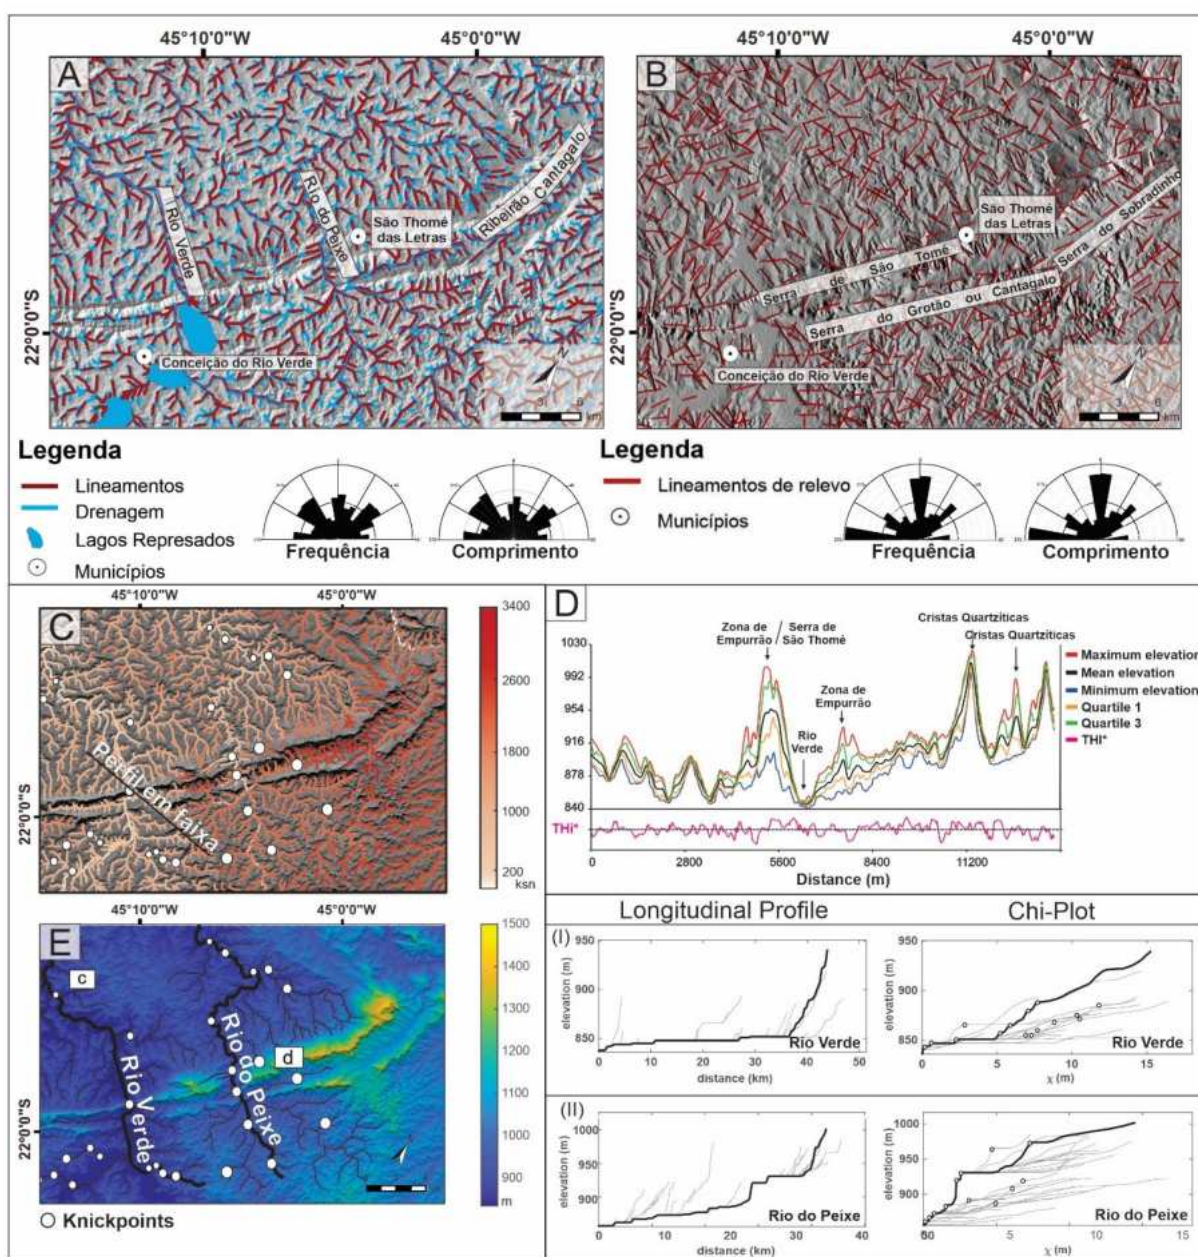 45°10'0"W
45°0'0"W
45°10'0"W
45°0'0"W
A
B
22°0'0"S
22°0'0"S
Rio Verde
Rio do Peixe
São Thomé
das Letras
Ribeirão Cantagalo
Conceição do Rio Verde
N
0 3 6
km
São Thomé
das Letras
Serra de São Tomé
Serra do Sobradinho
Serra do Grotão ou Cantagalo
Conceição do Rio Verde
N
0 3 6
km
Legenda
Lineamentos
Drenagem
Lagos Represados
Municípios
Frequência
Comprimento
Legenda
Lineamentos de relevo
Municípios
Frequência
Comprimento
45°10'0"W
45°0'0"W
C
22°0'0"S
Perfil em faixa
3400
2600
1800
1000
200
ksn
D
Zona de
Empurrão
/ Serra de
São Thomé
Cristas Quartzíticas
Cristas Quartzíticas
Zona de
Empurrão
Rio
Verde
1030
992
954
916
878
840
THi*
0 2800 5600 8400 11200
Distance (m)
Maximum elevation
Mean elevation
Minimum elevation
Quartile 1
Quartile 3
THI*
45°10'0"W
45°0'0"W
E
c
d
22°0'0"S
Rio Verde
Rio do Peixe
1500
1400
1300
1200
1100
1000
900
m
Knickpoints
Longitudinal Profile
Chi-Plot
(I)
elevation (m)
950
900
850
0 10 20 30 40 50
distance (km)
Rio Verde
elevation (m)
950
900
850
0 5 10 15
χ (m)
Rio Verde
(II)
elevation (m)
1000
950
900
0 10 20 30 40
distance (km)
Rio do Peixe
elevation (m)
1000
950
900
5 10 15
χ (m)
Rio do Peixe